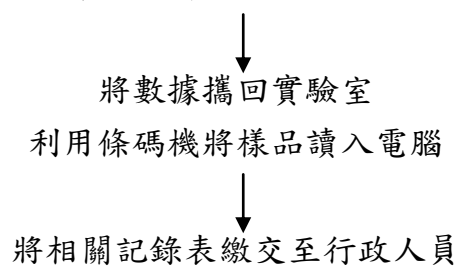 將數據攜回實驗室
利用條碼機將樣品讀入電腦
將相關記錄表繳交至行政人員